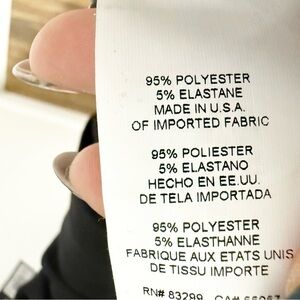 95% POLYESTER
5% ELASTANE
MADE IN U.S.A.
OF IMPORTED FABRIC
95% POLIESTER
5% ELASTANO
HECHO EN EE.UU.
DE TELA IMPORTADA
95% POLYESTER
5% ELASTHANNE
FABRIQUE AUX ETATS UNIS
DE TISSU IMPORTE
RN# 83299 CA#